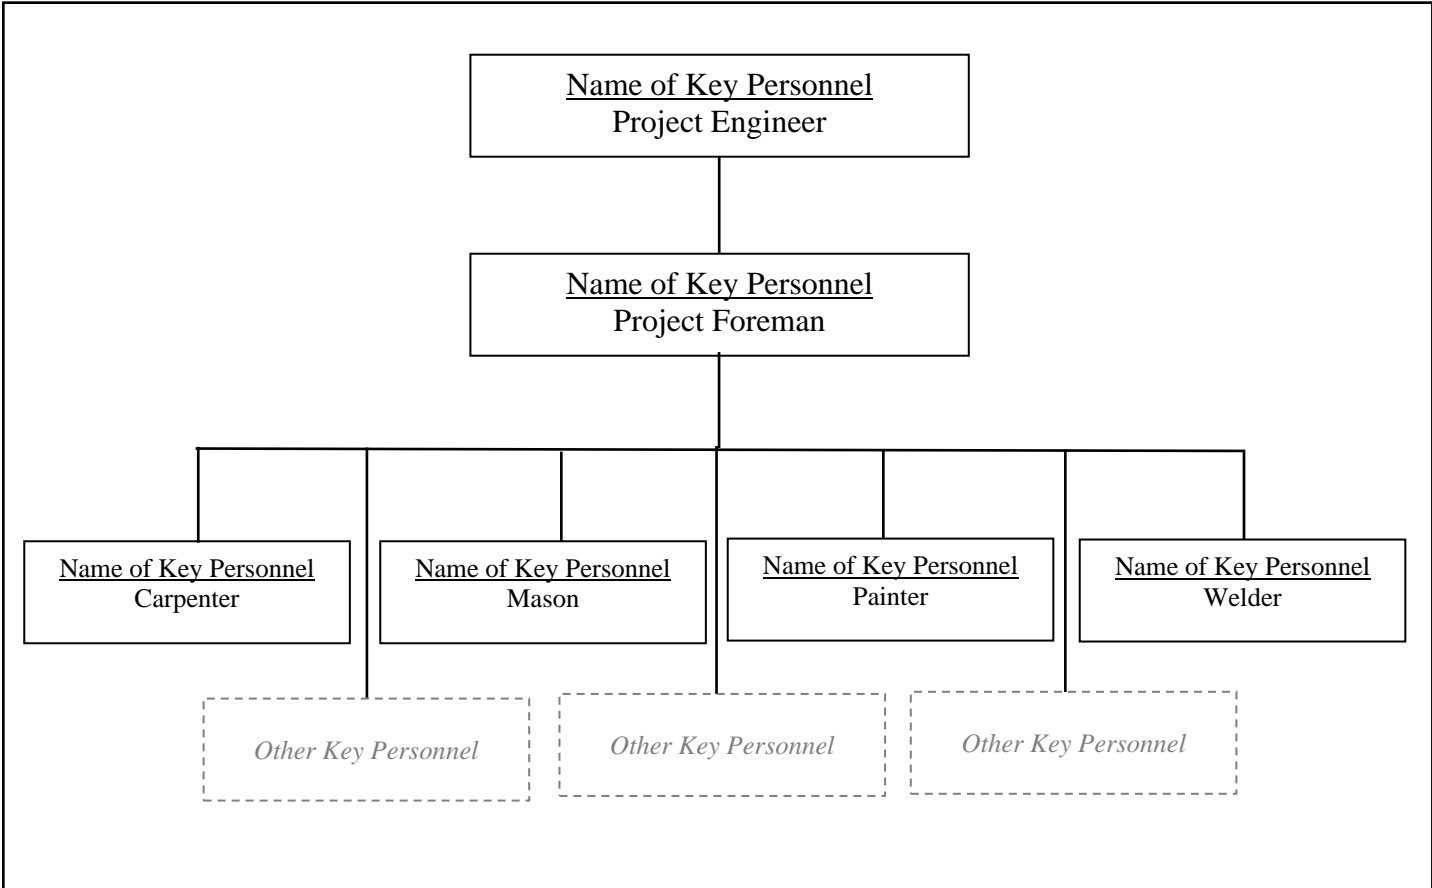 Name of Key Personnel
Project Engineer
Name of Key Personnel
Project Foreman
Name of Key Personnel
Carpenter
Name of Key Personnel
Mason
Name of Key Personnel
Painter
Name of Key Personnel
Welder
Other Key Personnel
Other Key Personnel
Other Key Personnel